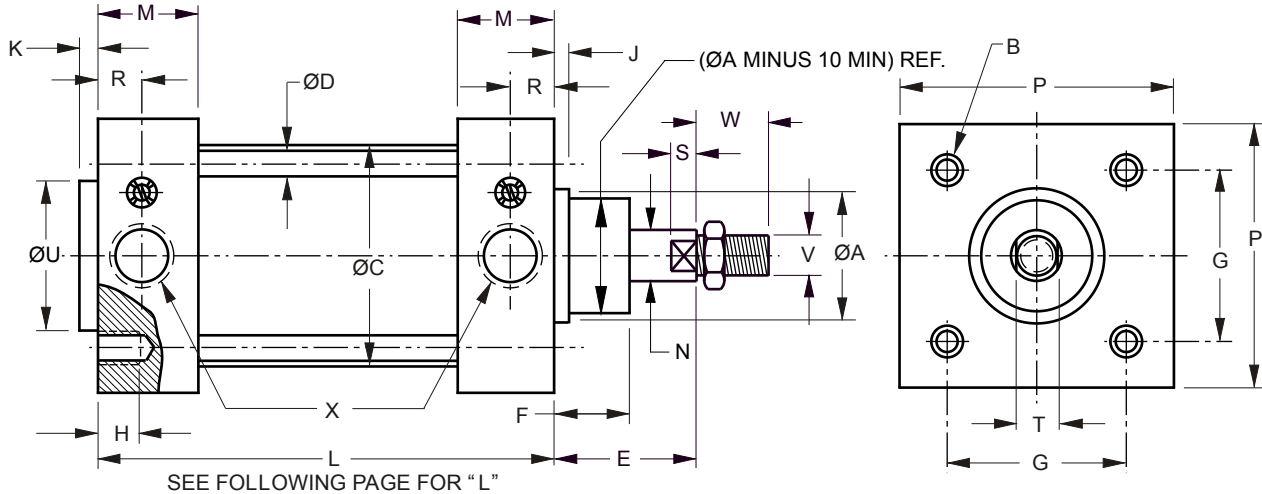 M
M
K
J
B
(ØA MINUS 10 MIN) REF.
R
R
P
ØD
W
S
ØU
ØC
V
ØA
G
P
N
X
F
T
H
G
L
E
SEE FOLLOWING PAGE FOR “L”